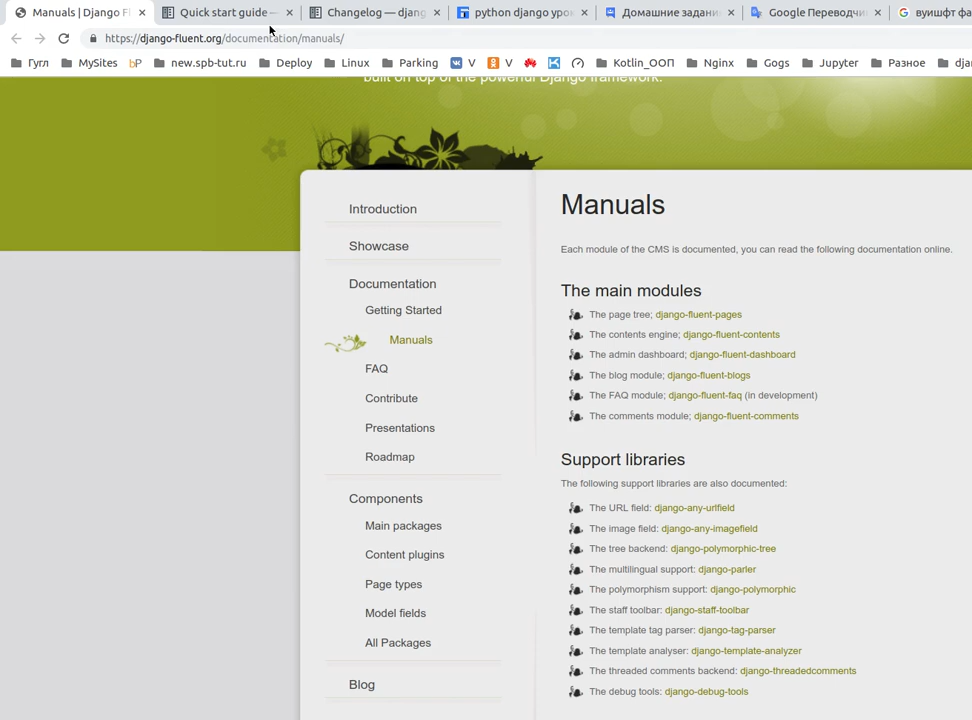 Manuals | Django Fl
Quick start guide —
Changelog — djang
python django уро
Домашние задани
Google Переводчи
вуишфт фа
https://django-fluent.org/documentation/manuals/
Гугл
MySites
bP
new.spb-tut.ru
Deploy
Linux
Parking
V
V
Kotlin_ООП
Nginx
Gogs
Jupyter
Разное
djan
built on top of the powerful Django framework.
Introduction
Showcase
Documentation
Getting Started
Manuals
FAQ
Contribute
Presentations
Roadmap
Components
Main packages
Content plugins
Page types
Model fields
All Packages
Blog
Manuals
Each module of the CMS is documented, you can read the following documentation online.
The main modules
The page tree; django-fluent-pages
The contents engine; django-fluent-contents
The admin dashboard; django-fluent-dashboard
The blog module; django-fluent-blogs
The FAQ module; django-fluent-faq (in development)
The comments module; django-fluent-comments
Support libraries
The following support libraries are also documented:
The URL field: django-any-urlfield
The image field: django-any-imagefield
The tree backend: django-polymorphic-tree
The multilingual support: django-parler
The polymorphism support: django-polymorphic
The staff toolbar: django-staff-toolbar
The template tag parser: django-tag-parser
The template analyser: django-template-analyzer
The threaded comments backend: django-threadedcomments
The debug tools: django-debug-tools